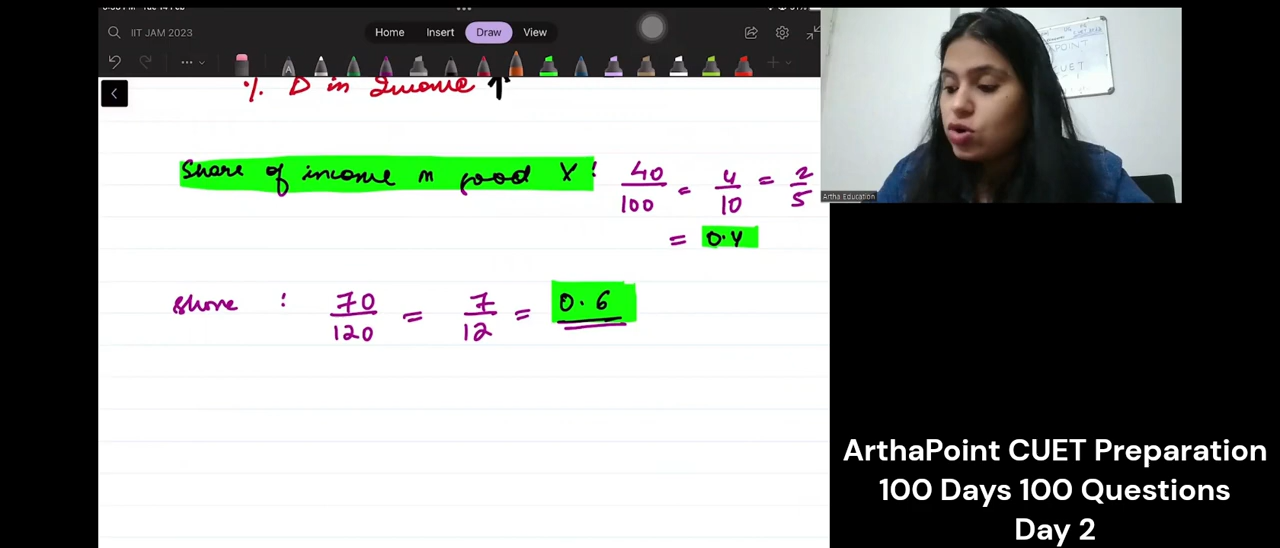 IIT JAM 2023
Home Insert Draw View
% D in Income ↑
Share of income n good X : 40/100 = 4/10 = 2/5
= 0.4
Share : 70/120 = 7/12 = 0.6
Artha Education
ArthaPoint CUET Preparation
100 Days 100 Questions
Day 2